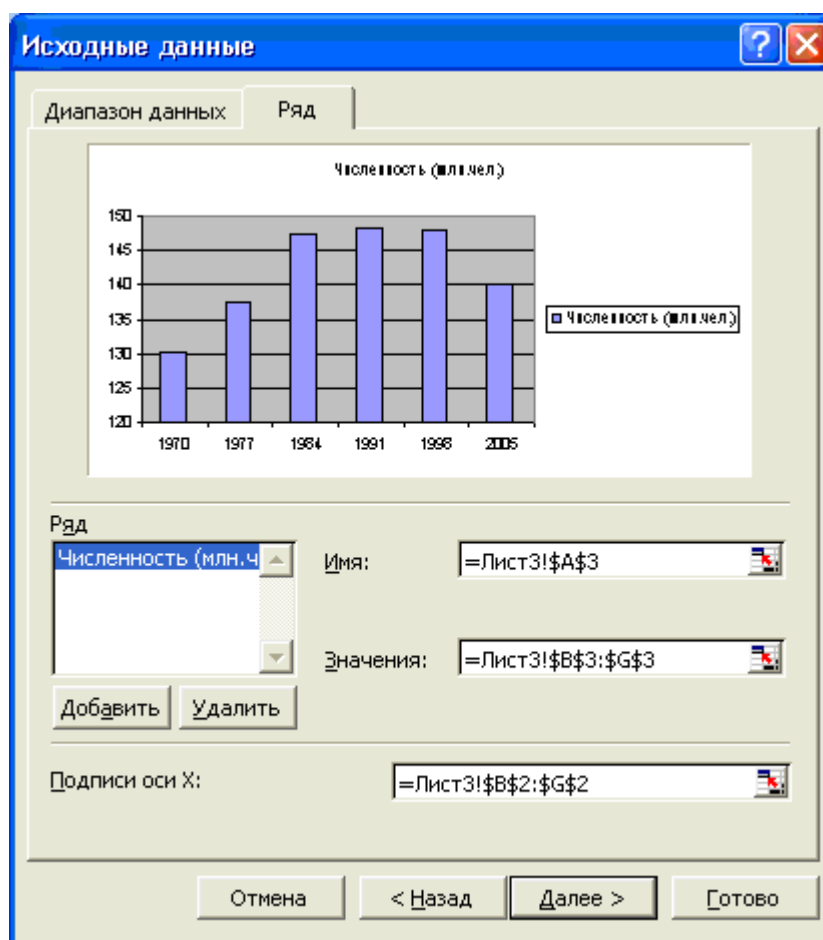 Исходные данные
Диапазон данных
Ряд
Численность (млн.чел.)
150
145
140
135
130
125
120
1970 1977 1984 1991 1998 2005
Численность (млн.чел.)
Ряд
Численность (млн.ч
Имя:
=Лист3!$A$3
Значения:
=Лист3!$B$3:$G$3
Добавить
Удалить
Подписи оси X:
=Лист3!$B$2:$G$2
Отмена
< Назад
Далее >
Готово